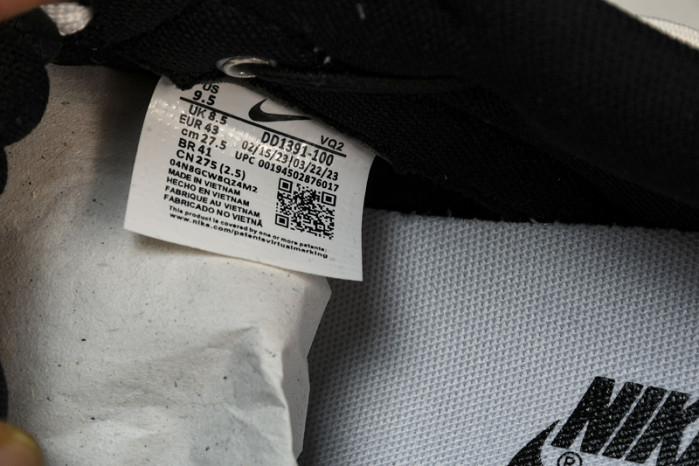 US
9.5
UK 8.5
EUR 43
cm 27.5
BR 41
CN 275 (2.5)
VQ2
DD1391-100
02/15/23 03/22/23
UPC 00194502876017
04N8GCW8QZ4M2
MADE IN VIETNAM
HECHO EN VIETNAM
FABRIQUE AU VIETNAM
FABRICADO NO VIETNÃ
This product is covered by one or more patents:
www.nike.com/patentsvirtualmarking
NIKE
®